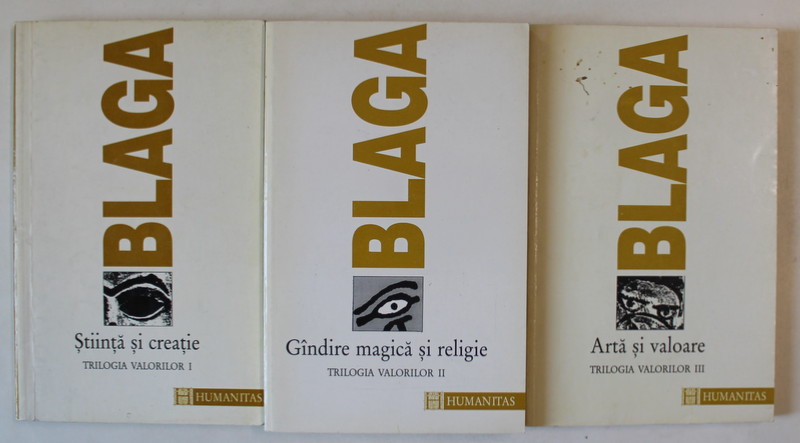 BLAGA
Știință și creație
TRILOGIA VALORILOR I
HUMANITAS
BLAGA
Gîndire magică și religie
TRILOGIA VALORILOR II
HUMANITAS
BLAGA
Artă și valoare
TRILOGIA VALORILOR III
HUMANITAS